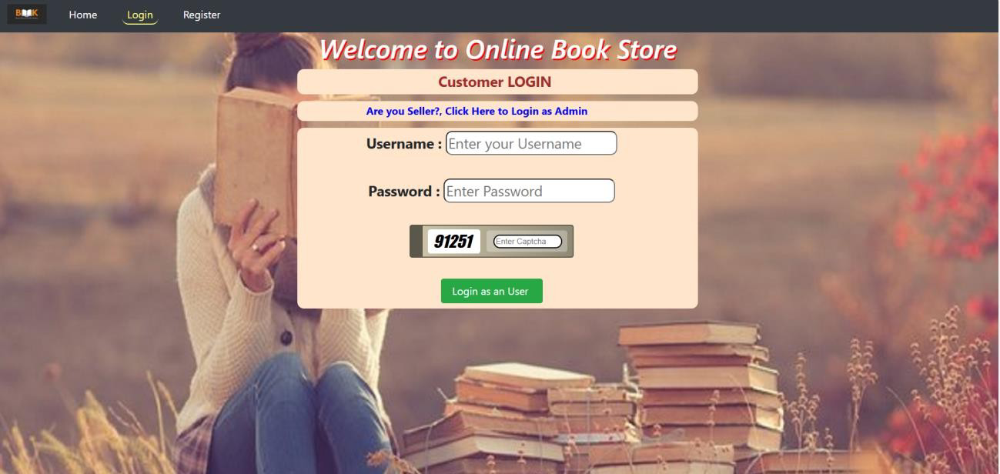 BOOK
Home
Login
Register
Welcome to Online Book Store
Customer LOGIN
Are you Seller?, Click Here to Login as Admin
Username : Enter your Username
Password : Enter Password
91251 Enter Captcha
Login as an User